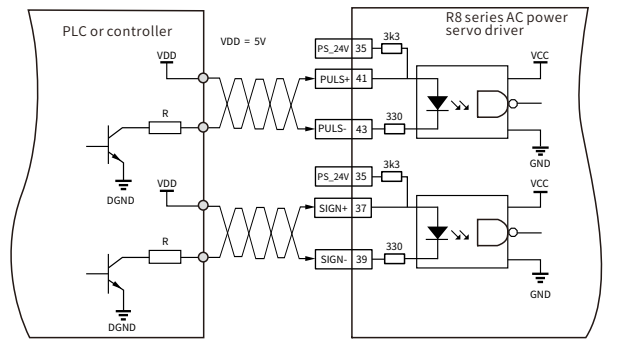 PLC or controller
VDD = 5V
R8 series AC power
servo driver
VDD
PS_24V 35
3k3
VCC
PULS+ 41
R
PULS- 43
330
GND
DGND
VDD
PS_24V 35
3k3
VCC
SIGN+ 37
R
SIGN- 39
330
GND
DGND